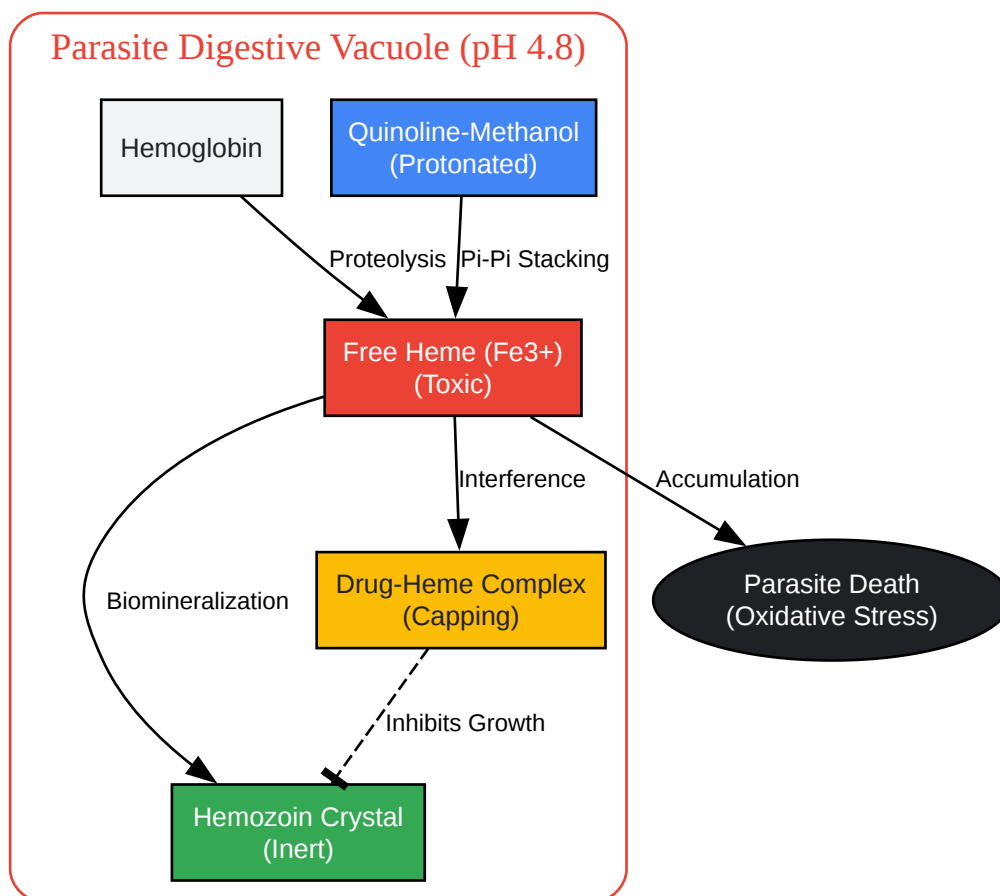 Parasite Digestive Vacuole (pH 4.8)
Hemoglobin
Quinoline-Methanol
(Protonated)
Proteolysis
Pi-Pi Stacking
Free Heme (Fe3+)
(Toxic)
Interference
Accumulation
Biomineralization
Drug-Heme Complex
(Capping)
Parasite Death
(Oxidative Stress)
Inhibits Growth
Hemozoin Crystal
(Inert)